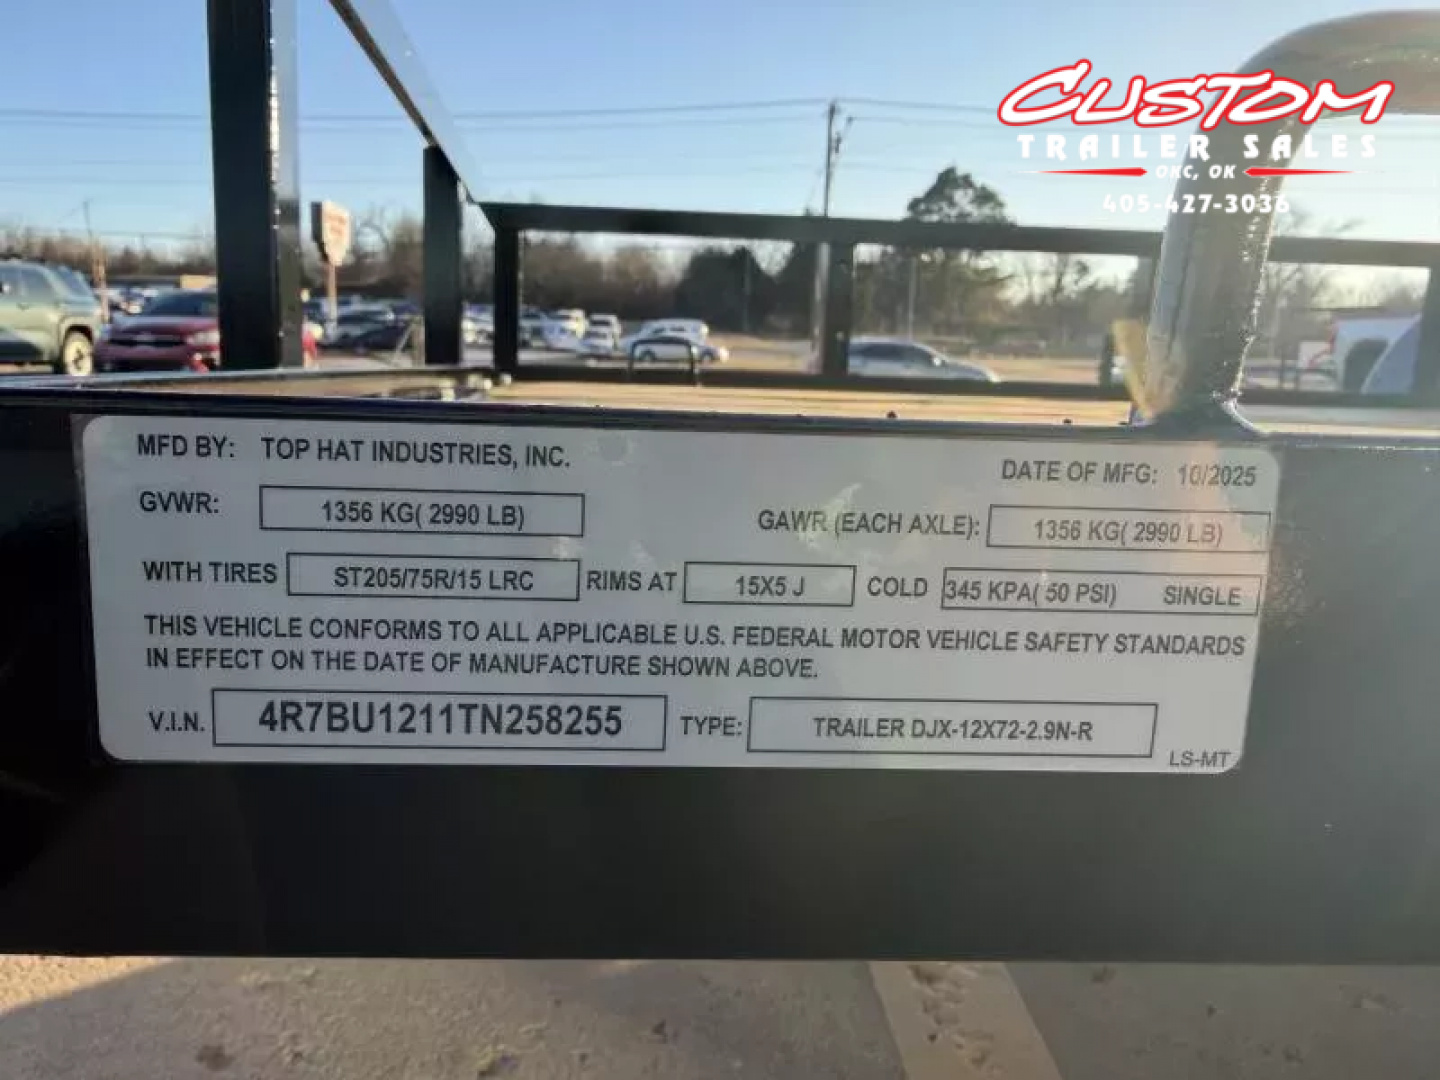 CUSTOM
TRAILER SALES
OKC, OK
405-427-3036
MFD BY: TOP HAT INDUSTRIES, INC.
DATE OF MFG: 10/2025
GVWR: 1356 KG( 2990 LB)
GAWR (EACH AXLE): 1356 KG( 2990 LB)
WITH TIRES ST205/75R/15 LRC RIMS AT 15X5 J COLD 345 KPA( 50 PSI) SINGLE
THIS VEHICLE CONFORMS TO ALL APPLICABLE U.S. FEDERAL MOTOR VEHICLE SAFETY STANDARDS
IN EFFECT ON THE DATE OF MANUFACTURE SHOWN ABOVE.
V.I.N. 4R7BU1211TN258255 TYPE: TRAILER DJX-12X72-2.9N-R
LS-MT